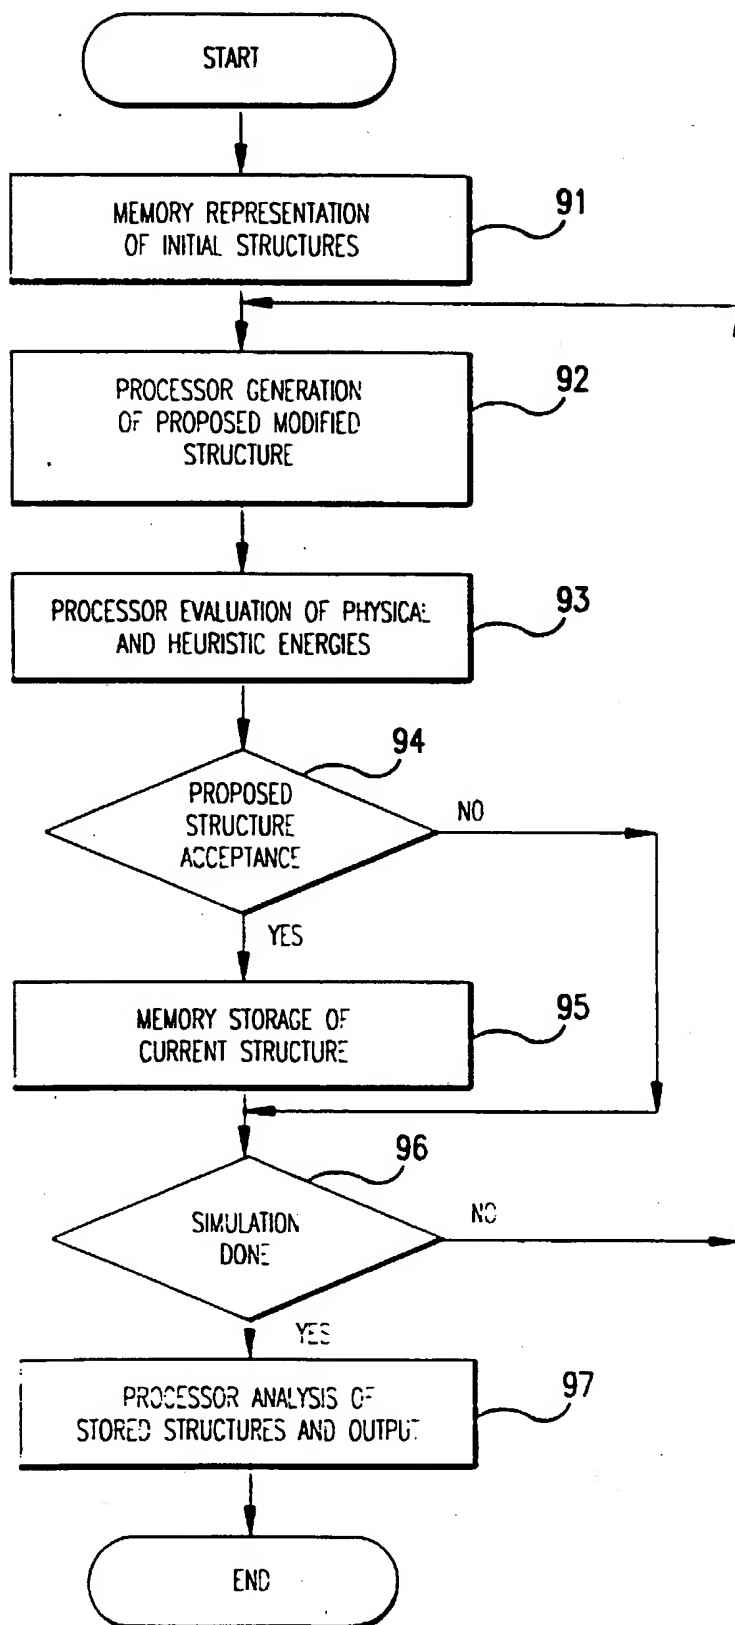 START
MEMORY REPRESENTATION
OF INITIAL STRUCTURES
91
PROCESSOR GENERATION
OF PROPOSED MODIFIED
STRUCTURE
92
PROCESSOR EVALUATION OF PHYSICAL
AND HEURISTIC ENERGIES
93
94
PROPOSED
STRUCTURE
ACCEPTANCE
NO
YES
MEMORY STORAGE OF
CURRENT STRUCTURE
95
96
SIMULATION
DONE
NO
YES
PROCESSOR ANALYSIS OF
STORED STRUCTURES AND OUTPUT
97
END